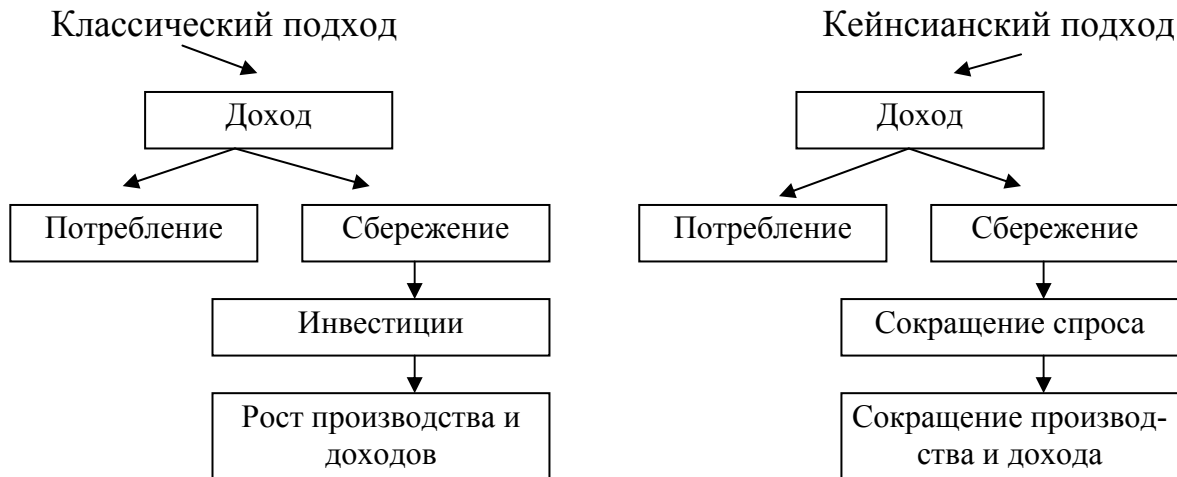 Классический подход
Доход
Потребление
Сбережение
Инвестиции
Рост производства и
доходов
Кейнсианский подход
Доход
Потребление
Сбережение
Сокращение спроса
Сокращение производ-
ства и дохода